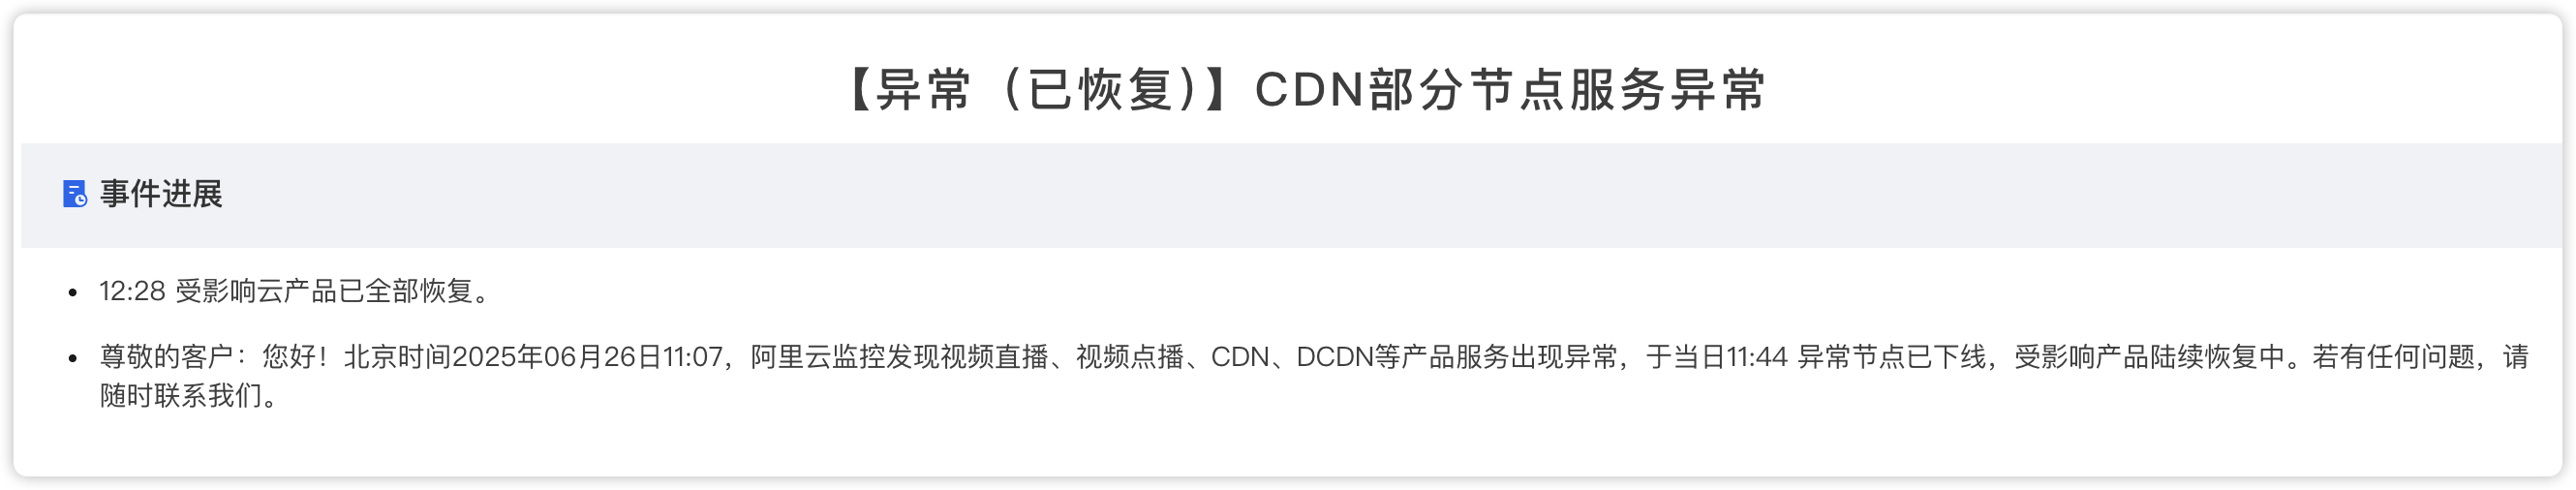 【异常（已恢复）】CDN部分节点服务异常
事件进展
12:28 受影响云产品已全部恢复。
尊敬的客户：您好！北京时间2025年06月26日11:07，阿里云监控发现视频直播、视频点播、CDN、DCDN等产品服务出现异常，于当日11:44 异常节点已下线，受影响产品陆续恢复中。若有任何问题，请
随时联系我们。